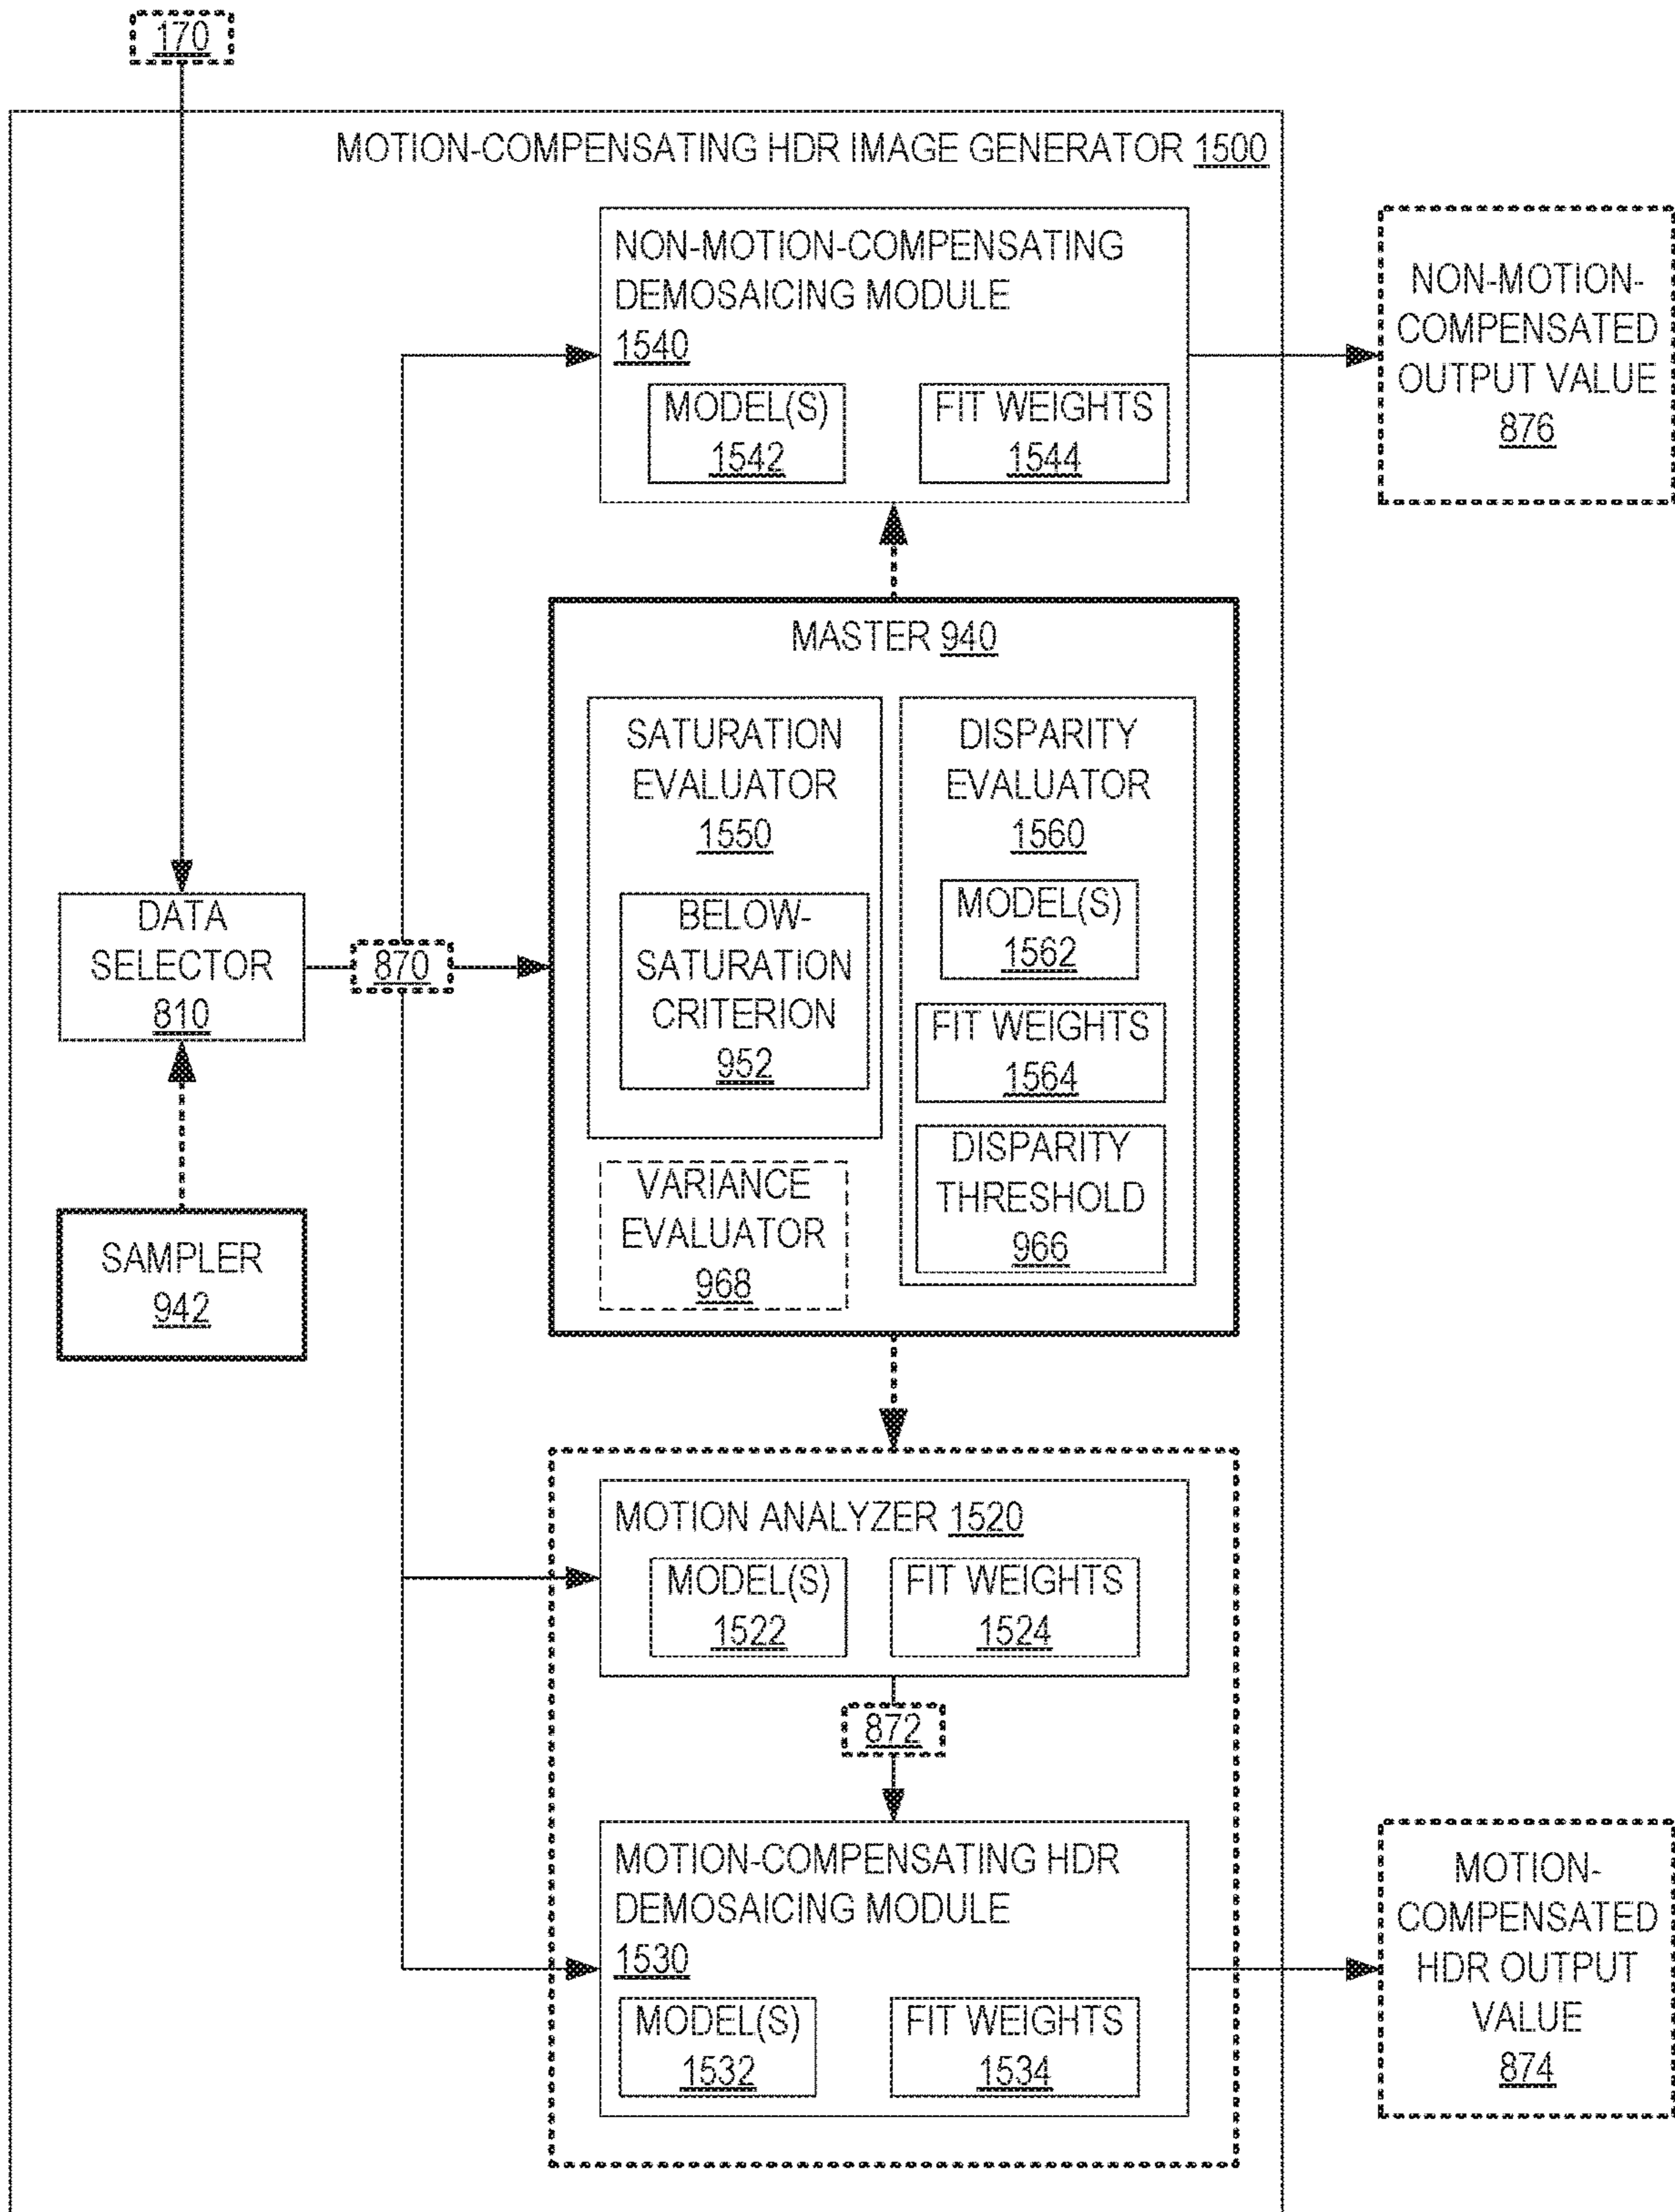 170
MOTION-COMPENSATING HDR IMAGE GENERATOR 1500
NON-MOTION-COMPENSATING
DEMOSAICING MODULE
1540
MODEL(S)
1542
FIT WEIGHTS
1544
NON-MOTION-
COMPENSATED
OUTPUT VALUE
876
MASTER 940
SATURATION
EVALUATOR
1550
BELOW-
SATURATION
CRITERION
952
DISPARITY
EVALUATOR
1560
MODEL(S)
1562
FIT WEIGHTS
1564
DISPARITY
THRESHOLD
966
VARIANCE
EVALUATOR
968
DATA
SELECTOR
810
870
SAMPLER
942
MOTION ANALYZER 1520
MODEL(S)
1522
FIT WEIGHTS
1524
872
MOTION-COMPENSATING HDR
DEMOSAICING MODULE
1530
MODEL(S)
1532
FIT WEIGHTS
1534
MOTION-
COMPENSATED
HDR OUTPUT
VALUE
874